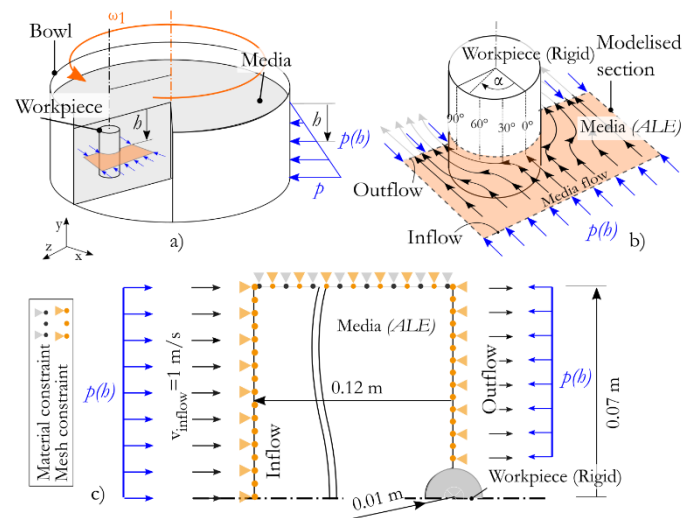 ω1
Bowl
Media
Workpiece
h
h
p(h)
p
y
z
x
a)
Workpiece (Rigid)
α
90°
60°
30°
0°
Modelised
section
Media (ALE)
Outflow
Media flow
Inflow
p(h)
b)
Material constraint
Mesh constraint
p(h)
vinflow=1 m/s
Inflow
Media (ALE)
0.12 m
Outflow
p(h)
0.07 m
Workpiece (Rigid)
0.01 m
c)